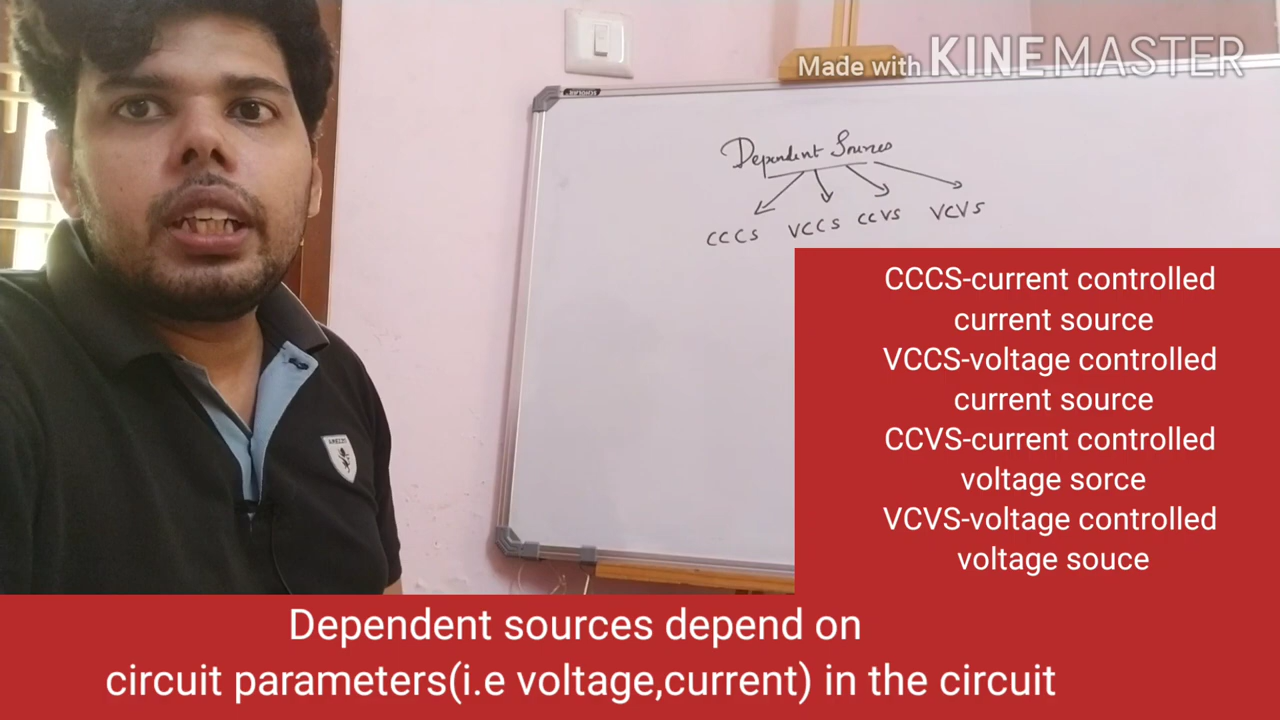 Made with KINEMASTER
Dependent Sources
CCCS VCCS CCVS VCVS
CCCS-current controlled
current source
VCCS-voltage controlled
current source
CCVS-current controlled
voltage sorce
VCVS-voltage controlled
voltage souce
Dependent sources depend on
circuit parameters(i.e voltage,current) in the circuit